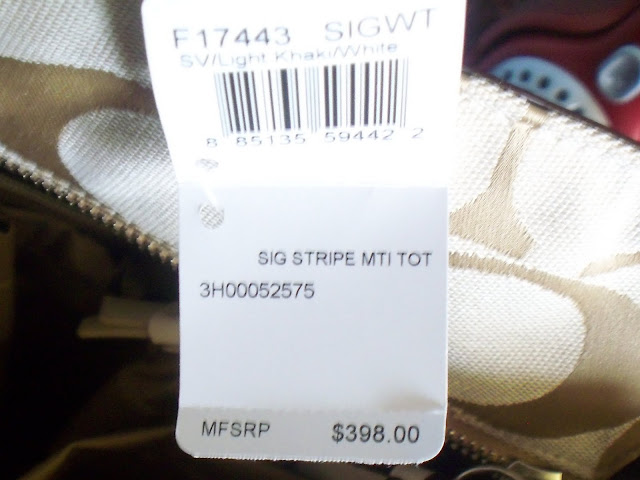 F17443 SIGWT
SV/Light Khaki/White
8 85135 59442 2
SIG STRIPE MTI TOT
3H00052575
MFSRP $398.00